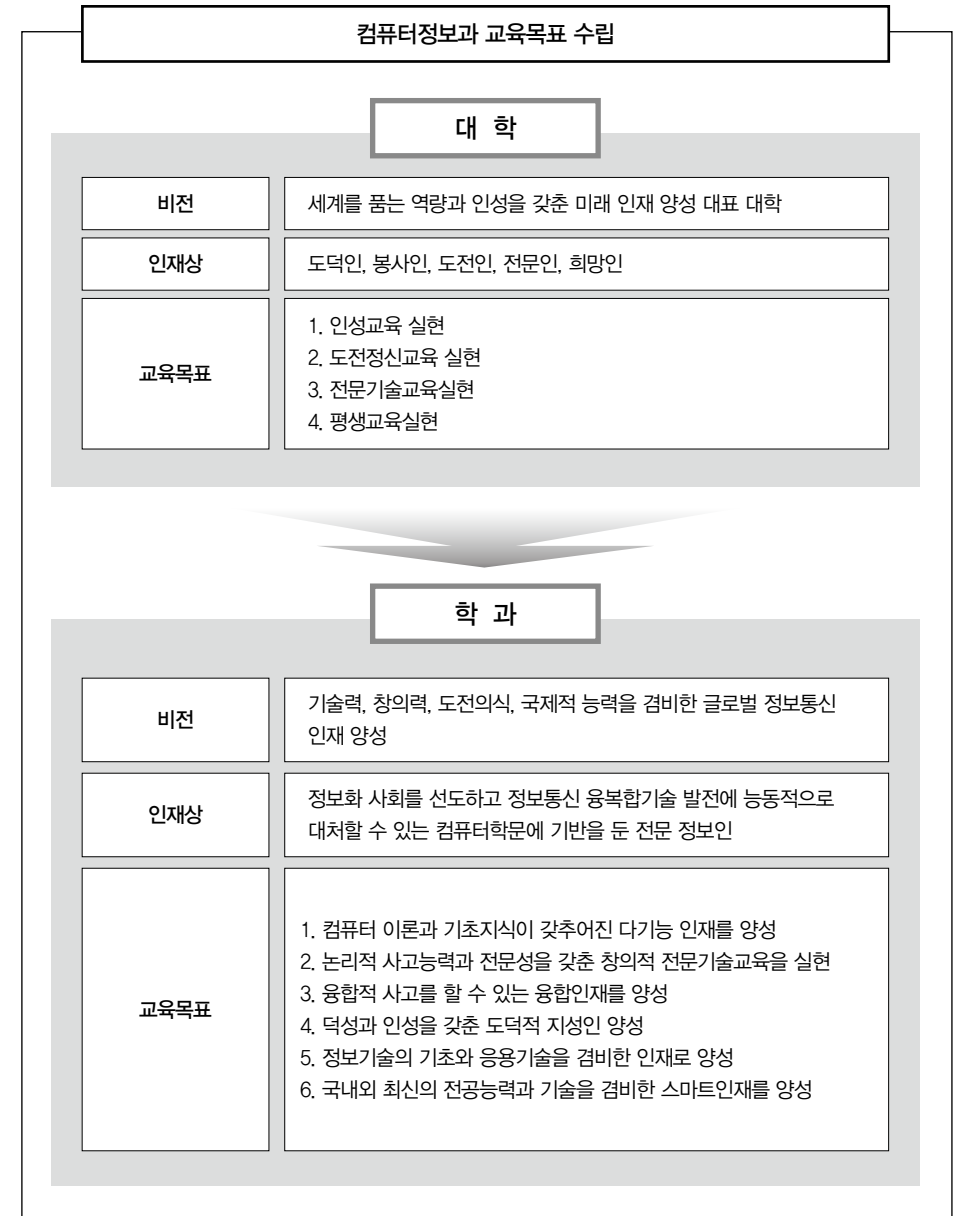 컴퓨터정보과 교육목표 수립
대 학
비전
세계를 품는 역량과 인성을 갖춘 미래 인재 양성 대표 대학
인재상
도덕인, 봉사인, 도전인, 전문인, 희망인
교육목표
1. 인성교육 실현
2. 도전정신교육 실현
3. 전문기술교육실현
4. 평생교육실현
학 과
비전
기술력, 창의력, 도전의식, 국제적 능력을 겸비한 글로벌 정보통신
인재 양성
인재상
정보화 사회를 선도하고 정보통신 융복합기술 발전에 능동적으로
대처할 수 있는 컴퓨터학문에 기반을 둔 전문 정보인
교육목표
1. 컴퓨터 이론과 기초지식이 갖추어진 다기능 인재를 양성
2. 논리적 사고능력과 전문성을 갖춘 창의적 전문기술교육을 실현
3. 융합적 사고를 할 수 있는 융합인재를 양성
4. 덕성과 인성을 갖춘 도덕적 지성인 양성
5. 정보기술의 기초와 응용기술을 겸비한 인재로 양성
6. 국내외 최신의 전공능력과 기술을 겸비한 스마트인재를 양성